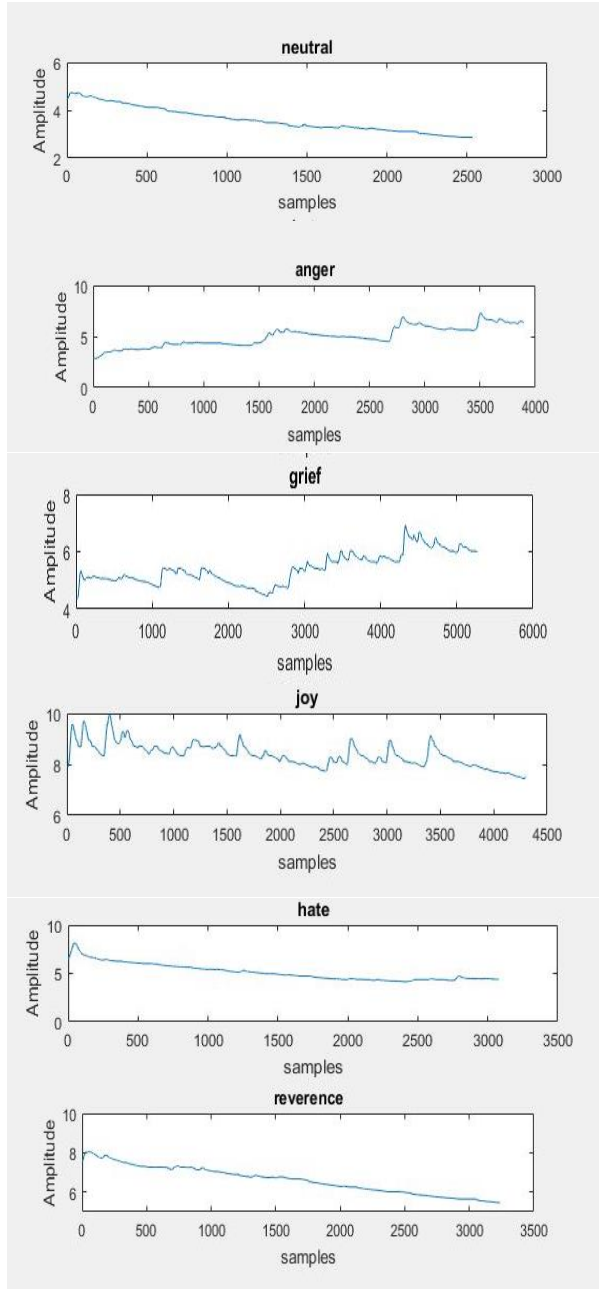 neutral
6
4
2
Amplitude
0 500 1000 1500 2000 2500 3000
samples
anger
10
5
0
Amplitude
0 500 1000 1500 2000 2500 3000 3500 4000
samples
grief
8
6
4
Amplitude
0 1000 2000 3000 4000 5000 6000
samples
joy
10
8
6
Amplitude
0 500 1000 1500 2000 2500 3000 3500 4000 4500
samples
hate
10
5
0
Amplitude
0 500 1000 1500 2000 2500 3000 3500
samples
reverence
10
8
6
Amplitude
0 500 1000 1500 2000 2500 3000 3500
samples